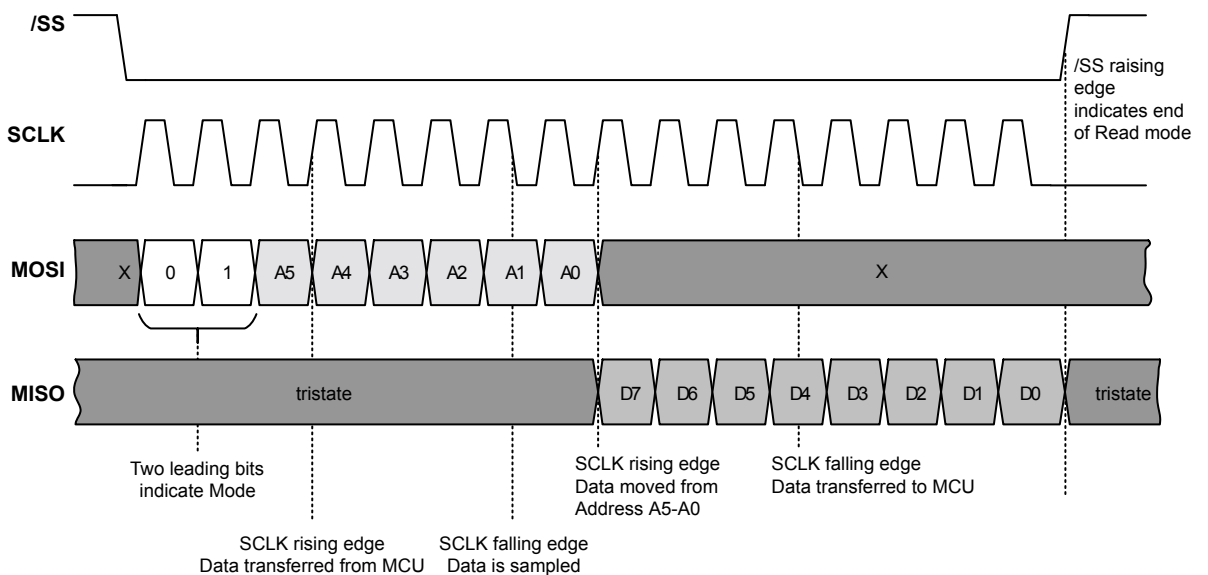 /SS
/SS raising
edge
indicates end
of Read mode
SCLK
MOSI
X 0 1 A5 A4 A3 A2 A1 A0 X
MISO
tristate D7 D6 D5 D4 D3 D2 D1 D0 tristate
Two leading bits
indicate Mode
SCLK rising edge
Data moved from
Address A5-A0
SCLK falling edge
Data transferred to MCU
SCLK rising edge
Data transferred from MCU
SCLK falling edge
Data is sampled